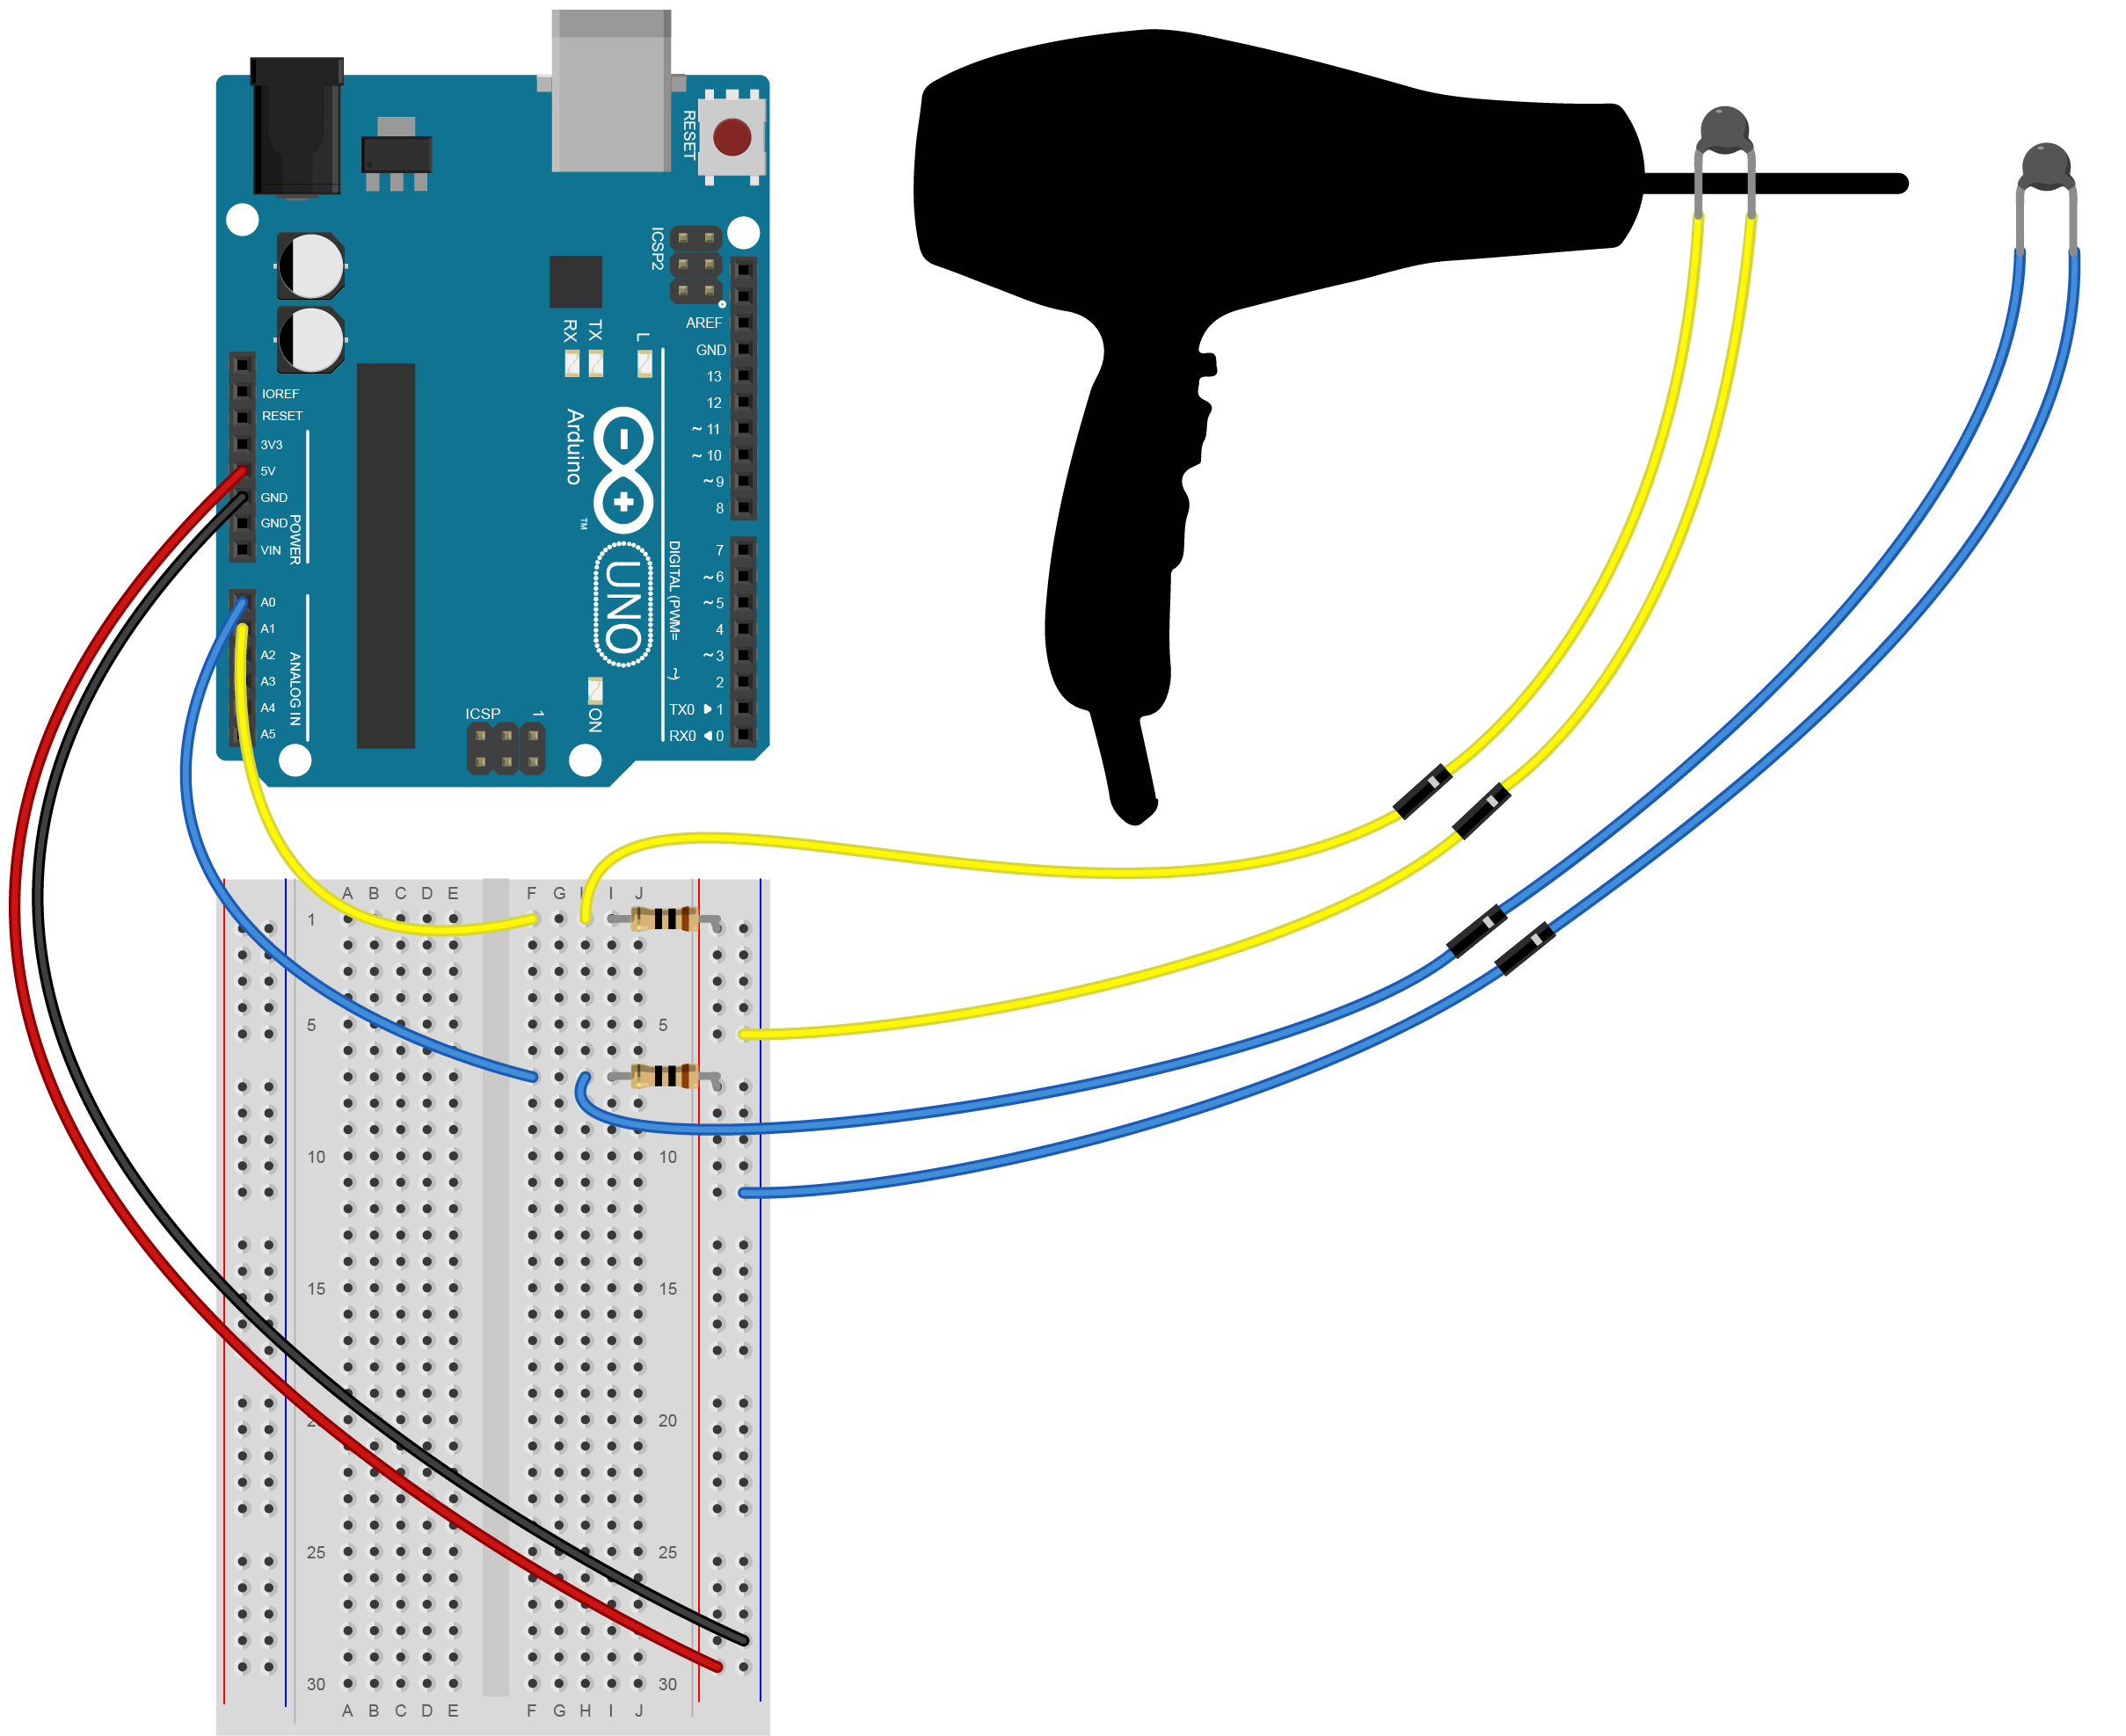 RESET
ICSP2
AREF
GND
13
12
~ 11
~ 10
~ 9
8
7
~ 6
~ 5
4
~ 3
2
TX0 ▶ 1
RX0 ◀ 0
DIGITAL (PWM= ~)
RX
TX
L
IOREF
RESET
3V3
5V
GND
GND
VIN
POWER
A0
A1
A2
A3
A4
A5
ANALOG IN
Arduino
™
UNO
ON
ICSP
1
A B C D E
F G I J
1
5
5
10
10
15
15
20
25
25
30
30
A B C D E
F G H I J